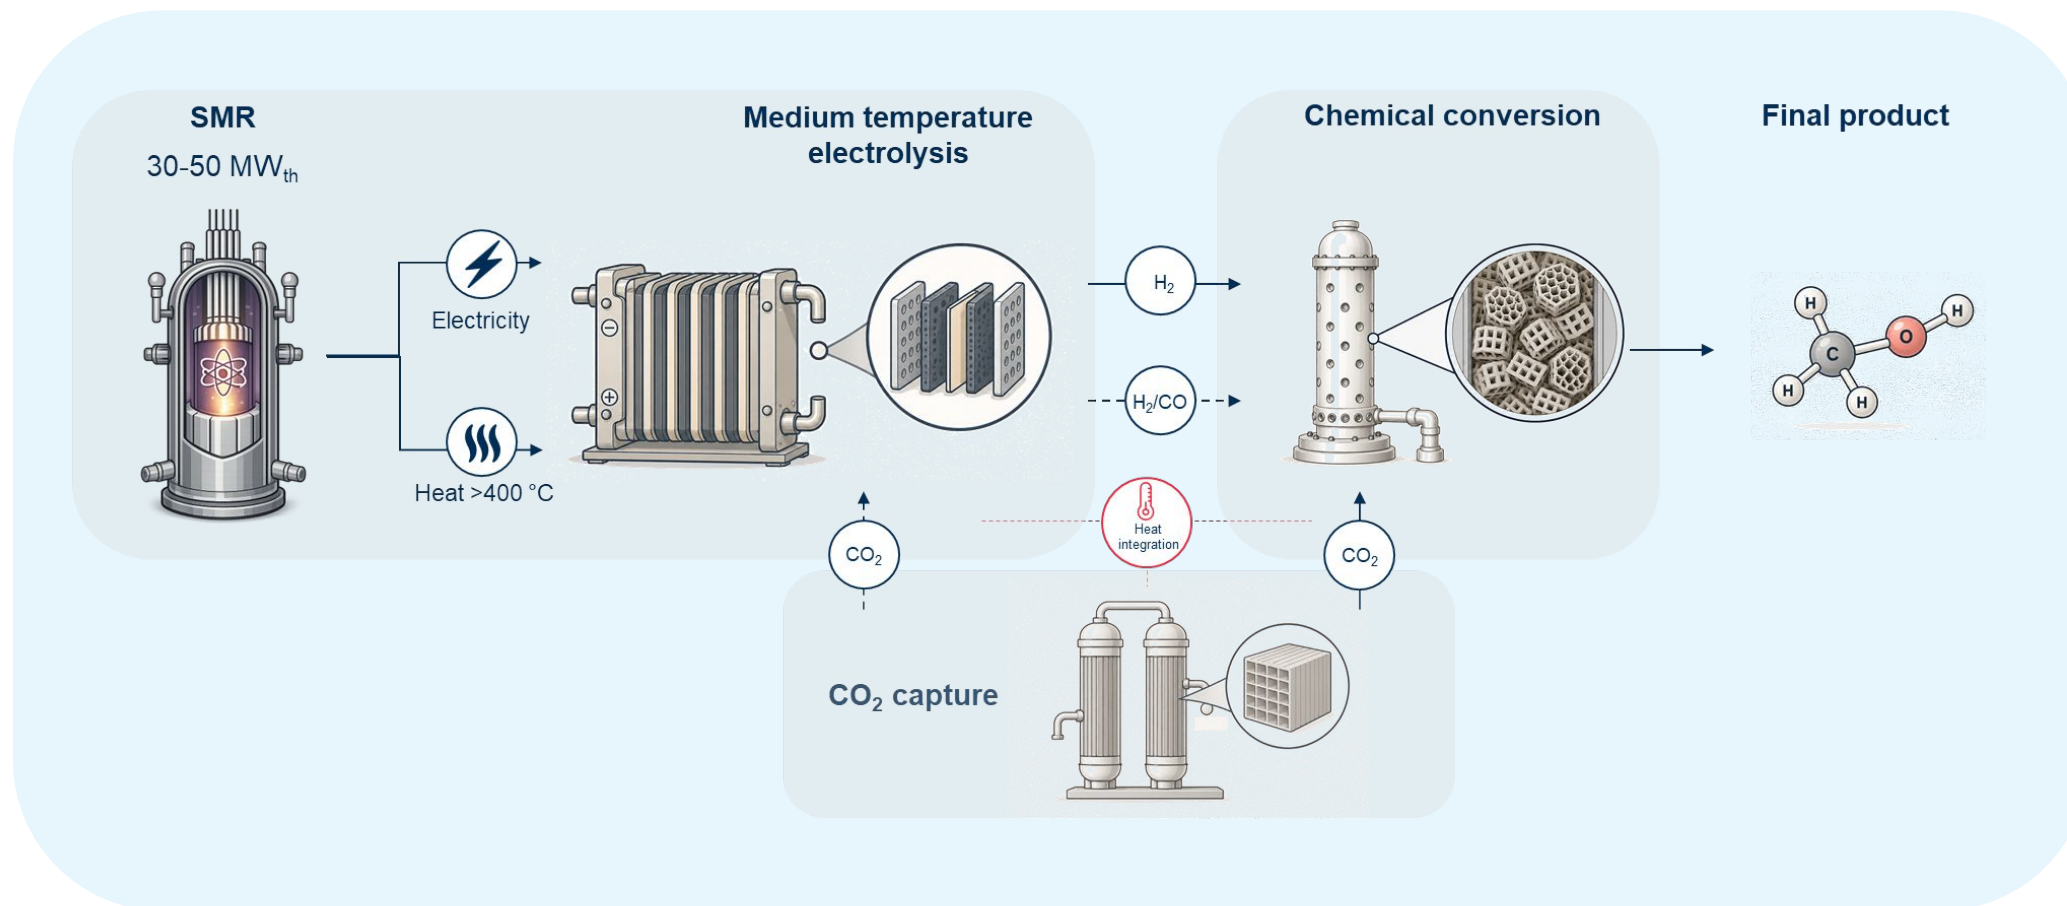 SMR
30-50 MWth
Medium temperature
electrolysis
Chemical conversion
Final product
Electricity
Heat >400 °C
−
+
H2
H2/CO
Heat
integration
CO2
CO2
CO2 capture
H
H
O
C
H
H